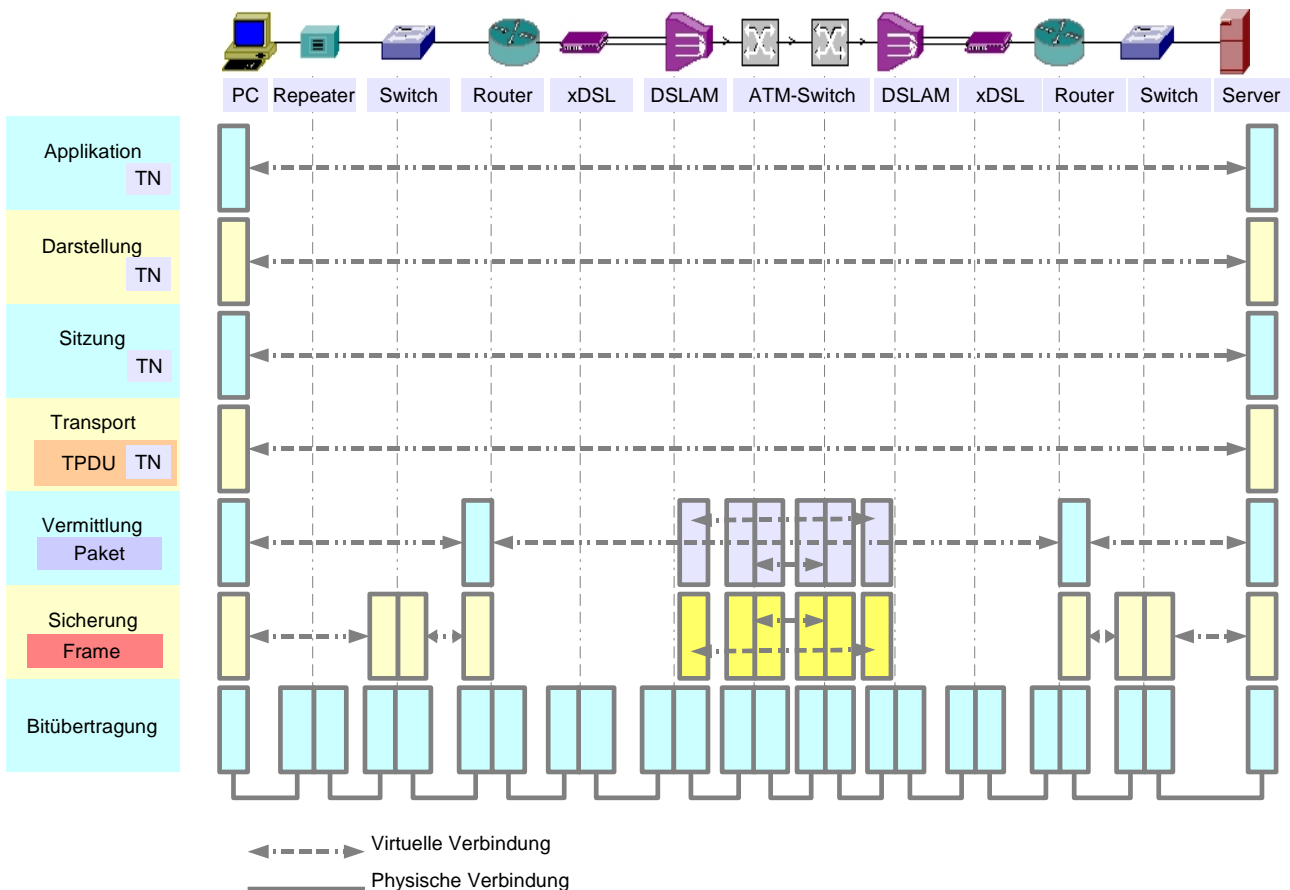 PC Repeater Switch Router xDSL DSLAM ATM-Switch DSLAM xDSL Router Switch Server
Applikation
TN
Darstellung
TN
Sitzung
TN
Transport
TPDU TN
Vermittlung
Paket
Sicherung
Frame
Bitübertragung
Virtuelle Verbindung
Physische Verbindung